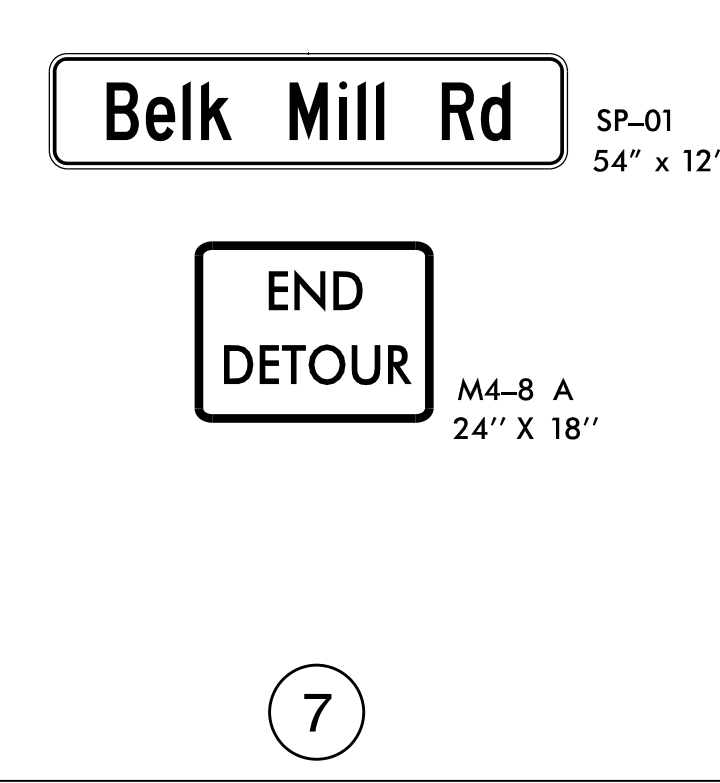 Belk Mill Rd
SP–01
54” x 12’
END
DETOUR
M4–8 A
24’’ X 18’’
7